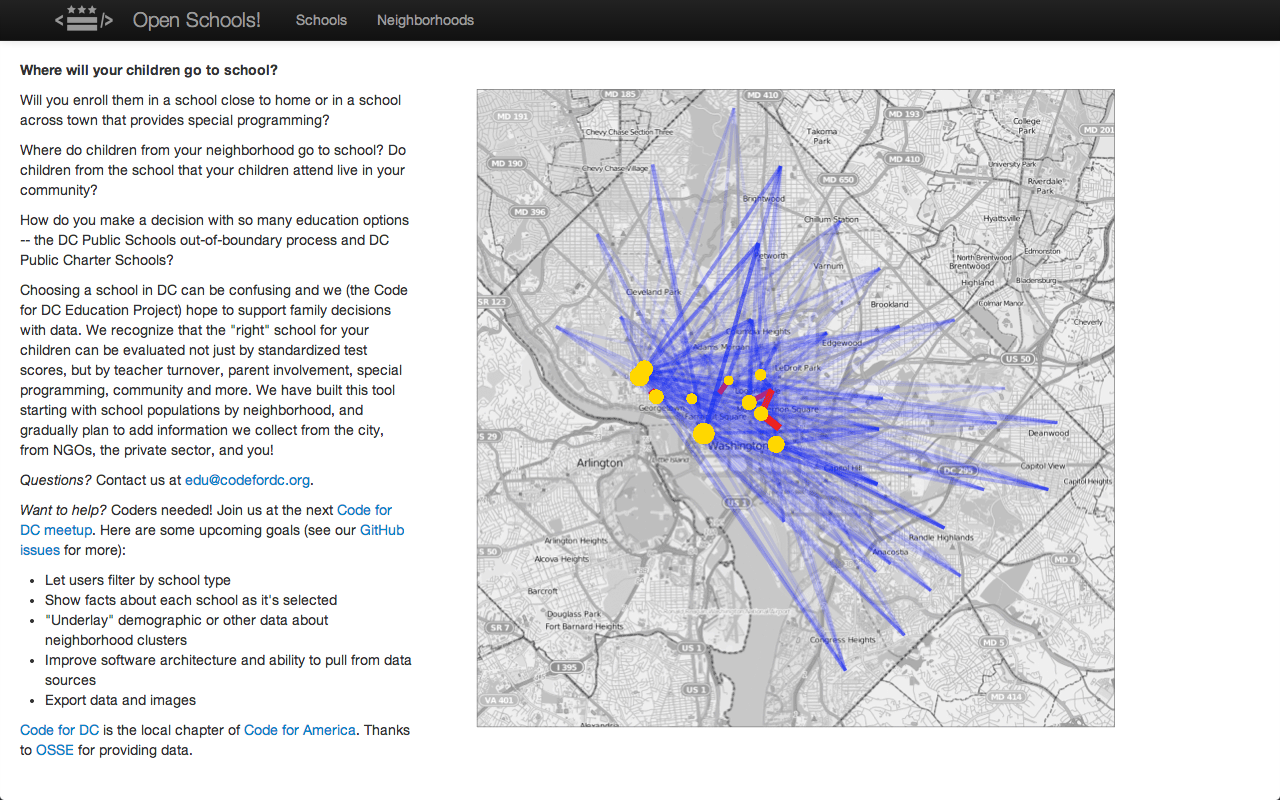 </> Open Schools! Schools Neighborhoods
Where will your children go to school?
Will you enroll them in a school close to home or in a school
across town that provides special programming?
Where do children from your neighborhood go to school? Do
children from the school that your children attend live in your
community?
How do you make a decision with so many education options
-- the DC Public Schools out-of-boundary process and DC
Public Charter Schools?
Choosing a school in DC can be confusing and we (the Code
for DC Education Project) hope to support family decisions
with data. We recognize that the "right" school for your
children can be evaluated not just by standardized test
scores, but by teacher turnover, parent involvement, special
programming, community and more. We have built this tool
starting with school populations by neighborhood, and
gradually plan to add information we collect from the city,
from NGOs, the private sector, and you!
Questions? Contact us at edu@codefordc.org.
Want to help? Coders needed! Join us at the next Code for
DC meetup. Here are some upcoming goals (see our GitHub
issues for more):
• Let users filter by school type
• Show facts about each school as it's selected
• "Underlay" demographic or other data about
neighborhood clusters
• Improve software architecture and ability to pull from data
sources
• Export data and images
Code for DC is the local chapter of Code for America. Thanks
to OSSE for providing data.
MD 185
MD 410
MD 191
MD 193
College
Park
MD 201
Chevy Chase Section Three
Takoma
Park
MD 190
Chevy Chase Village
MD 410
University Park
MD 650
Riverdale
Park
MD 396
Brightwood
Chillum Station
Hyattsville
Petworth
Varnum
North Brentwood
Brentwood
Edmonston
Highland
Bladensburg
SR 123
Cleveland Park
Brookland
Colmar Manor
Cheverly
Columbia Heights
Adams Morgan
Edgewood
US 50
LeDroit Park
Georgetown
Farragut Square
Deanwood
S 29
Washington
Arlington
Capitol Hill
DC 295
Capitol View
Capitol Heights
US 1
Arlington Heights
Randle Highlands
S 50
Alcova Heights
Anacostia
MD 4
Barcroft
Douglass Park
Fort Barnard Heights
SR 7
Congress Heights
MD 5
US 1
I 395
US 1
VA 401
MD 414
Alexandria